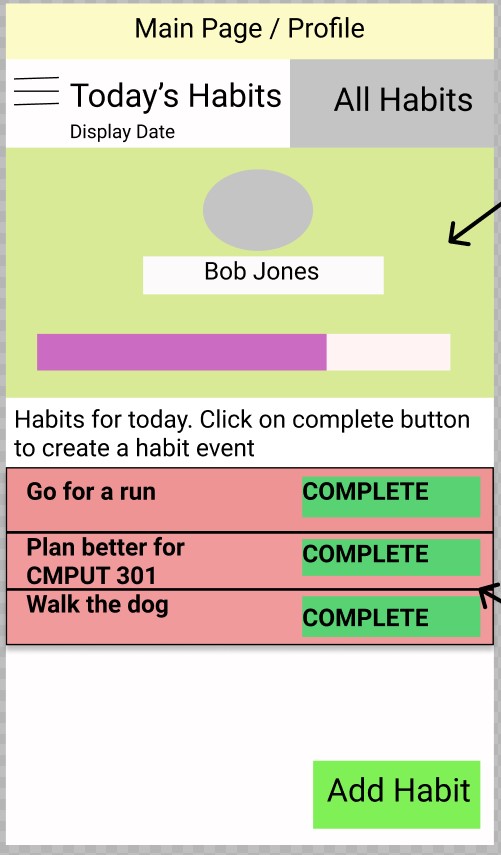 Main Page / Profile
Today's Habits
All Habits
Display Date
Bob Jones
Habits for today. Click on complete button
to create a habit event
Go for a run
COMPLETE
Plan better for
CMPUT 301
COMPLETE
Walk the dog
COMPLETE
Add Habit